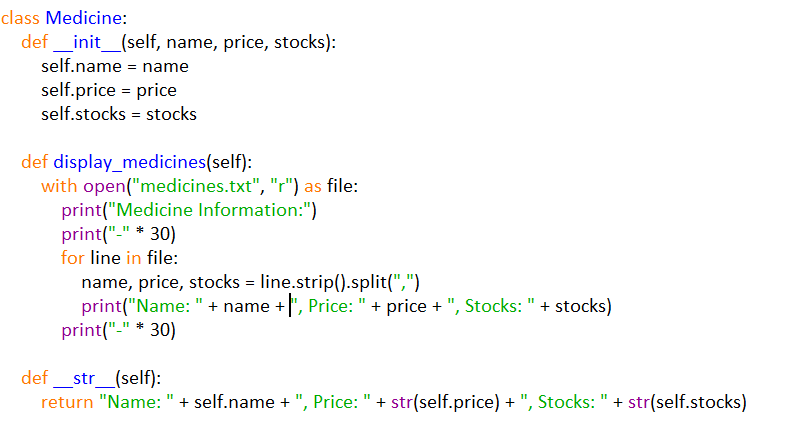 class Medicine:
def __init__(self, name, price, stocks):
self.name = name
self.price = price
self.stocks = stocks
def display_medicines(self):
with open("medicines.txt", "r") as file:
print("Medicine Information:")
print("-" * 30)
for line in file:
name, price, stocks = line.strip().split(",")
print("Name: " + name + ", Price: " + price + ", Stocks: " + stocks)
print("-" * 30)
def __str__(self):
return "Name: " + self.name + ", Price: " + str(self.price) + ", Stocks: " + str(self.stocks)